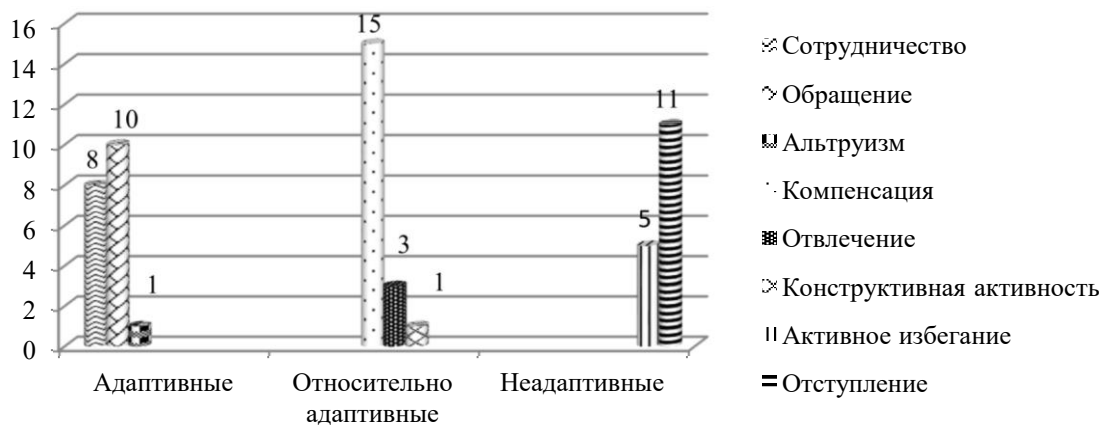 16
14
12
10
8
6
4
2
0
8
10
1
15
3
1
5
11
Адаптивные
Относительно
адаптивные
Неадаптивные
Сотрудничество
Обращение
Альтруизм
Компенсация
Отвлечение
Конструктивная активность
Активное избегание
Отступление